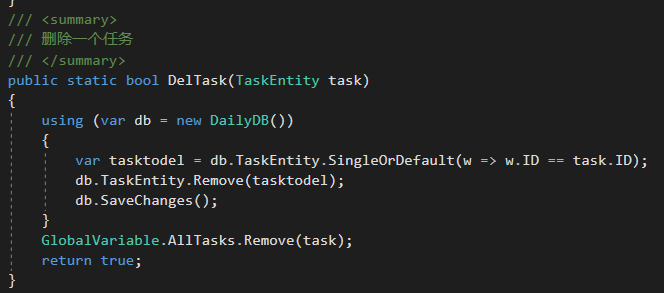 }
/// <summary>
/// 删除一个任务
/// </summary>
public static bool DelTask(TaskEntity task)
{
using (var db = new DailyDB())
{
var tasktodel = db.TaskEntity.SingleOrDefault(w => w.ID == task.ID);
db.TaskEntity.Remove(tasktodel);
db.SaveChanges();
}
GlobalVariable.AllTasks.Remove(task);
return true;
}